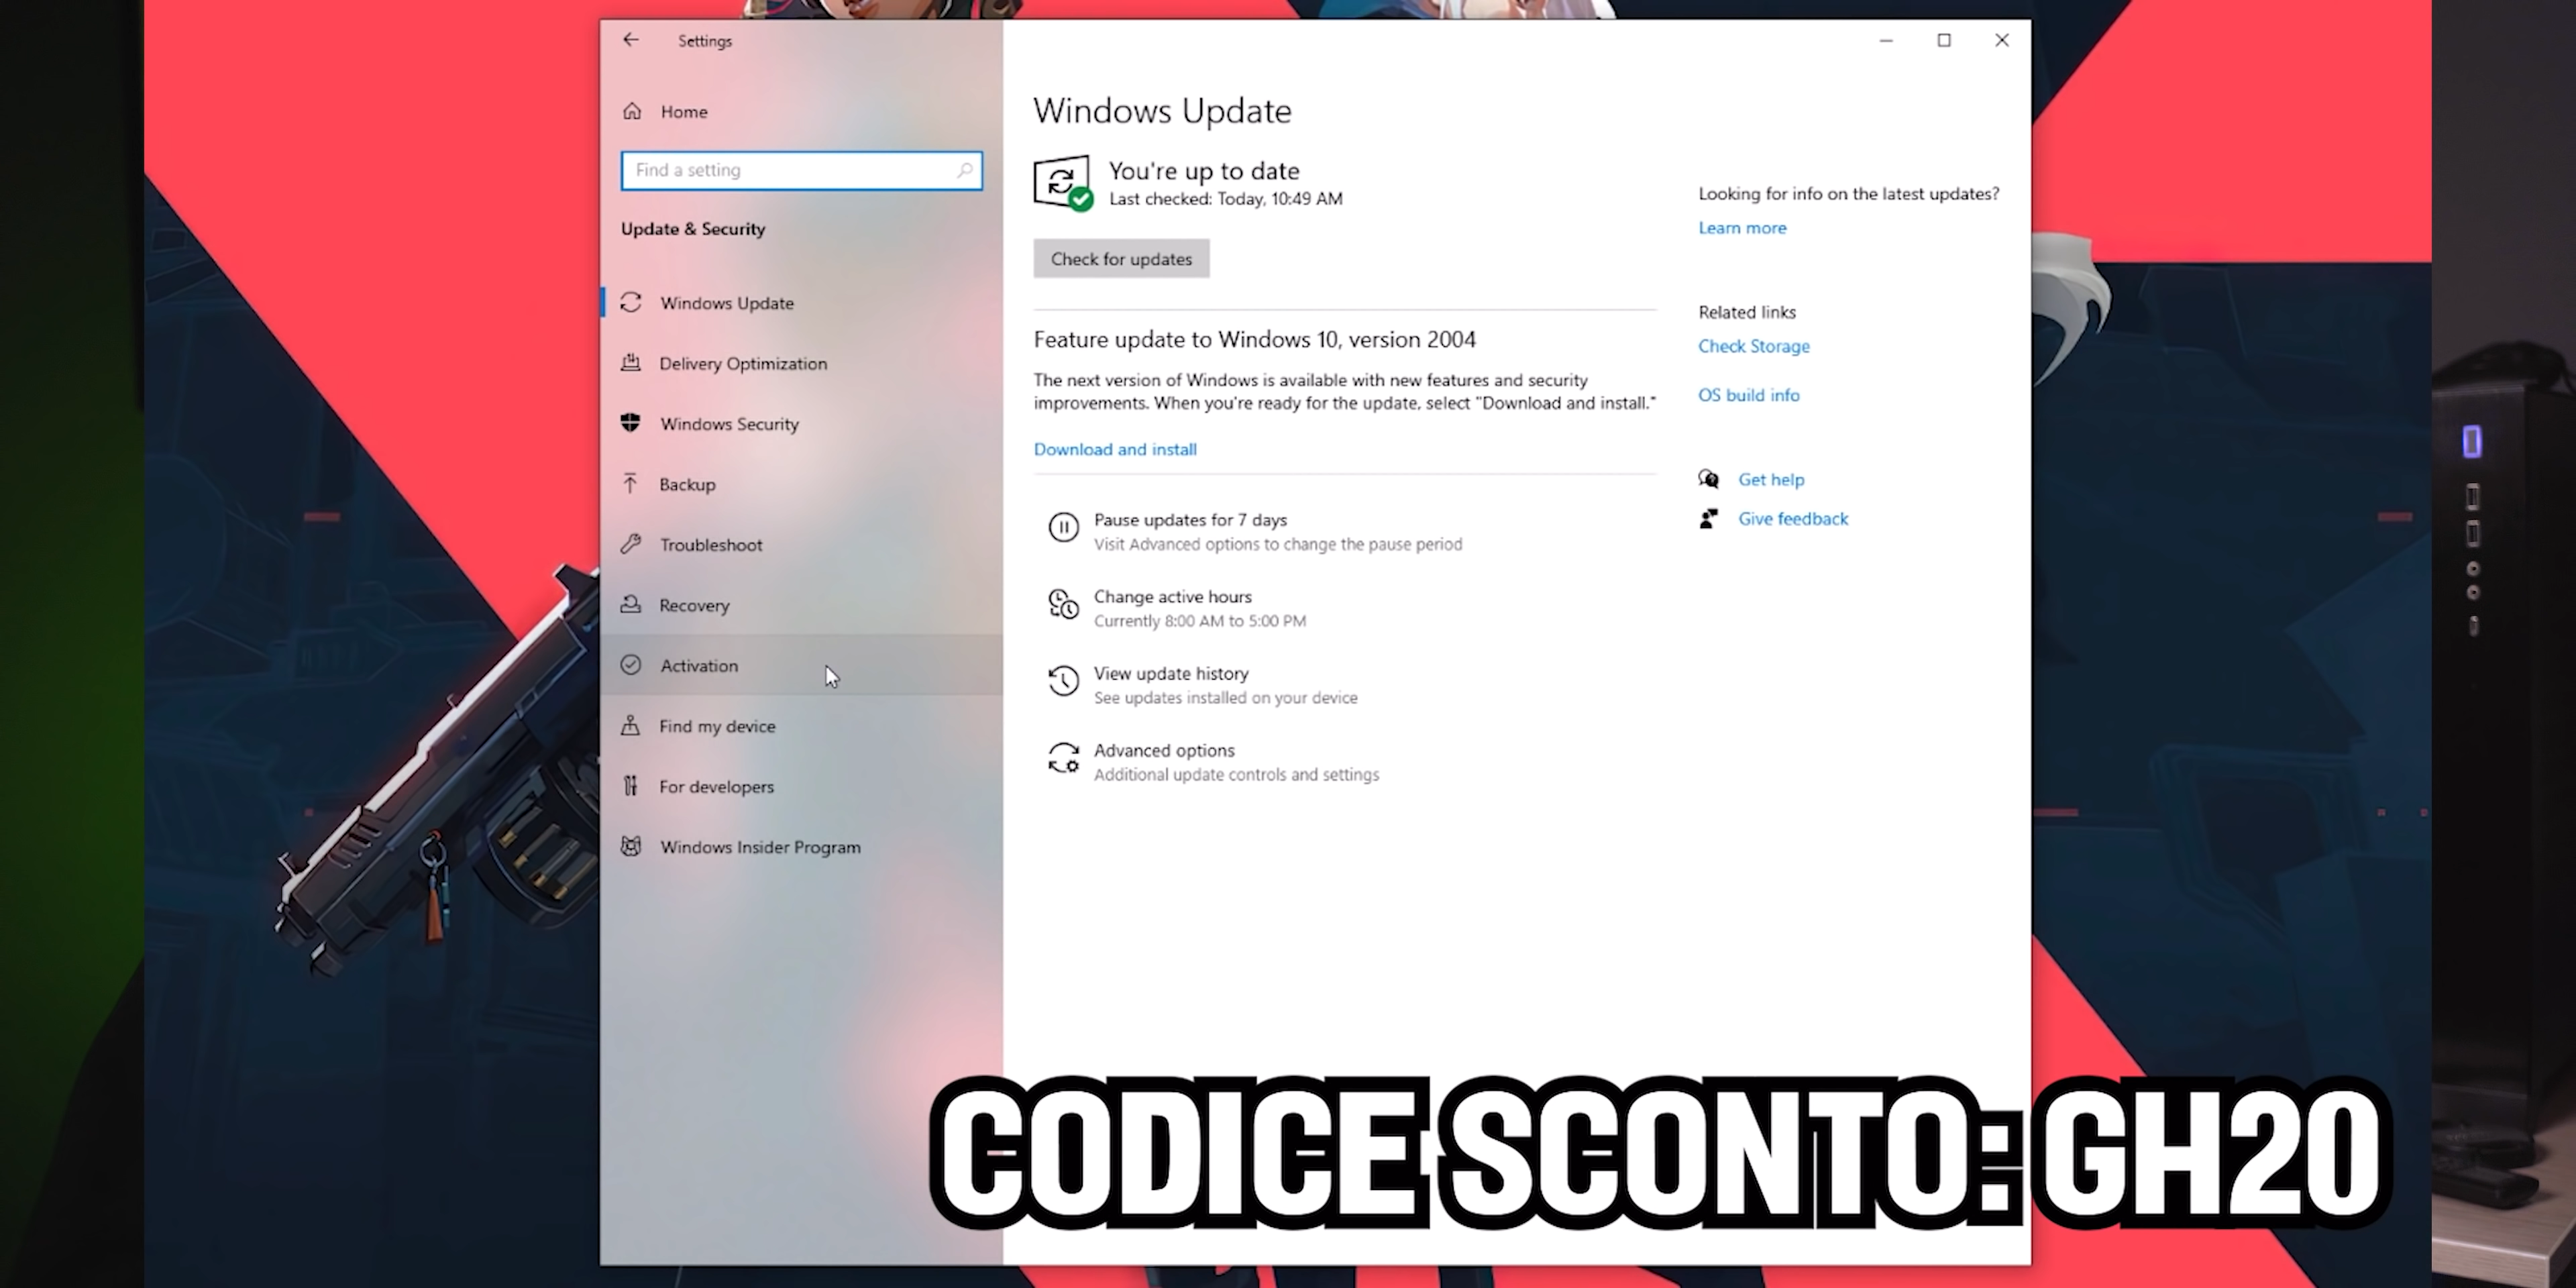 Settings
Home
Find a setting
Update & Security
Windows Update
Delivery Optimization
Windows Security
Backup
Troubleshoot
Recovery
Activation
Find my device
For developers
Windows Insider Program
Windows Update
You're up to date
Last checked: Today, 10:49 AM
Check for updates
Feature update to Windows 10, version 2004
The next version of Windows is available with new features and security
improvements. When you're ready for the update, select "Download and install."
Download and install
Pause updates for 7 days
Visit Advanced options to change the pause period
Change active hours
Currently 8:00 AM to 5:00 PM
View update history
See updates installed on your device
Advanced options
Additional update controls and settings
Looking for info on the latest updates?
Learn more
Related links
Check Storage
OS build info
Get help
Give feedback
CODICE SCONTO: GH20